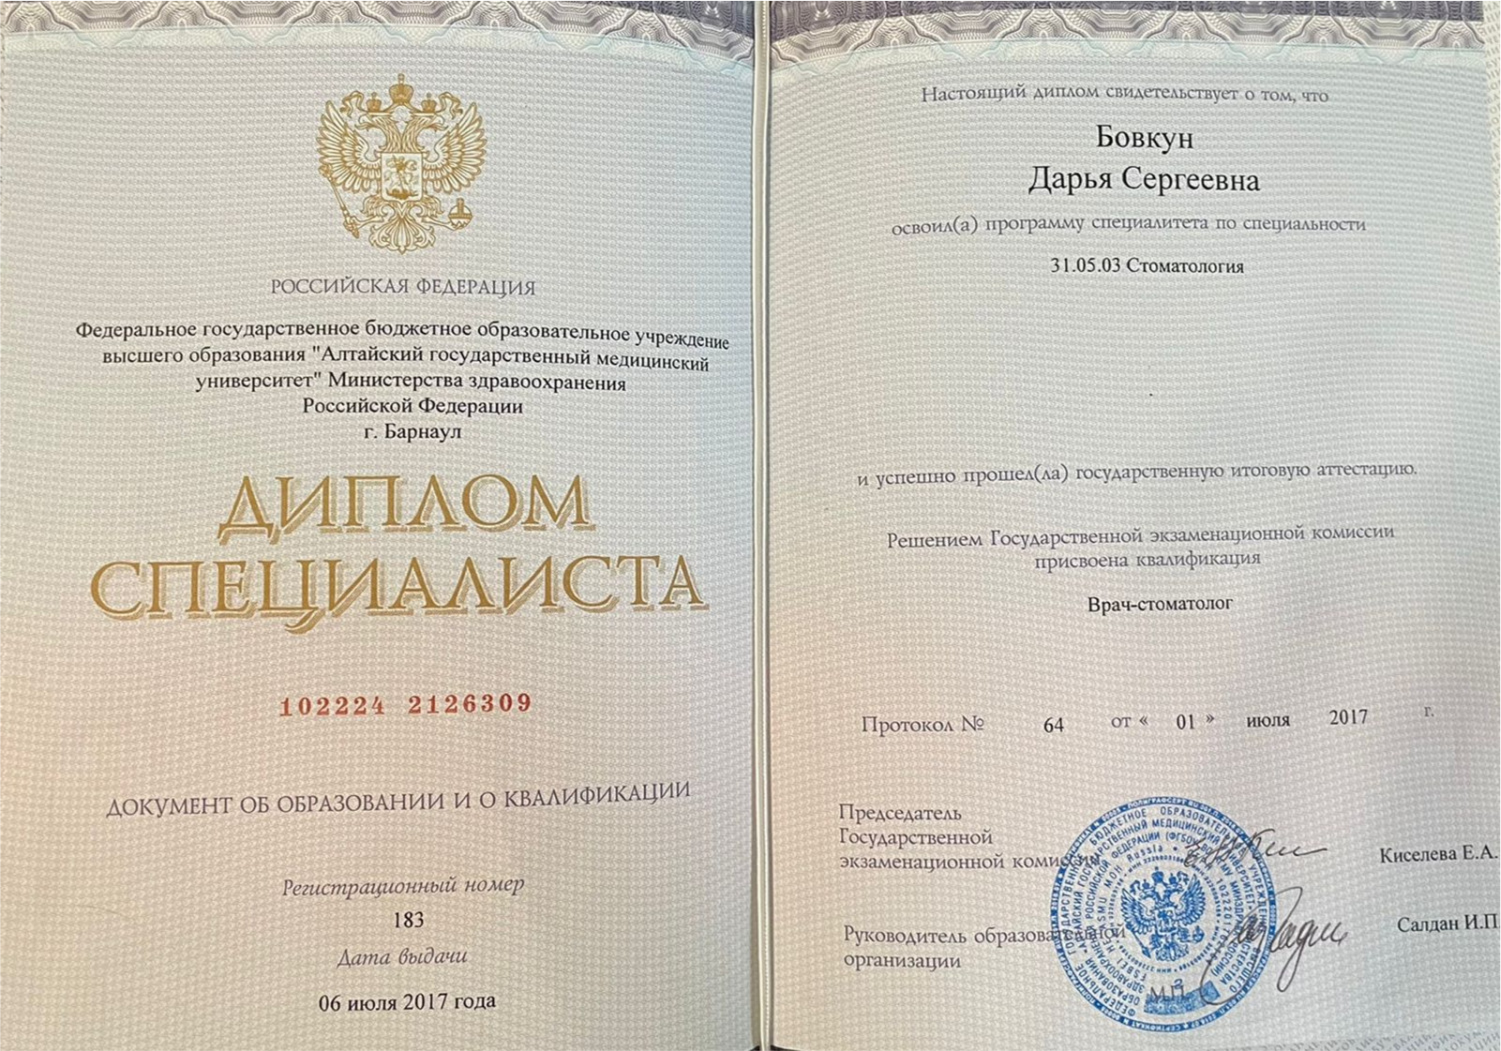 РОССИЙСКАЯ ФЕДЕРАЦИЯ
Федеральное государственное бюджетное образовательное учреждение
высшего образования "Алтайский государственный медицинский
университет" Министерства здравоохранения
Российской Федерации
г. Барнаул
ДИПЛОМ
СПЕЦИАЛИСТА
102224 2126309
ДОКУМЕНТ ОБ ОБРАЗОВАНИИ И О КВАЛИФИКАЦИИ
Регистрационный номер
183
Дата выдачи
06 июля 2017 года
Настоящий диплом свидетельствует о том, что
Бовкун
Дарья Сергеевна
освоил(а) программу специалитета по специальности
31.05.03 Стоматология
и успешно прошел(ла) государственную итоговую аттестацию.
Решением Государственной экзаменационной комиссии
присвоена квалификация
Врач-стоматолог
Протокол № 64 от « 01 » июля 2017 г.
Председатель
Государственной
экзаменационной комиссии
Киселева Е.А.
Руководитель образовательной
организации
Салдан И.П
М.П.